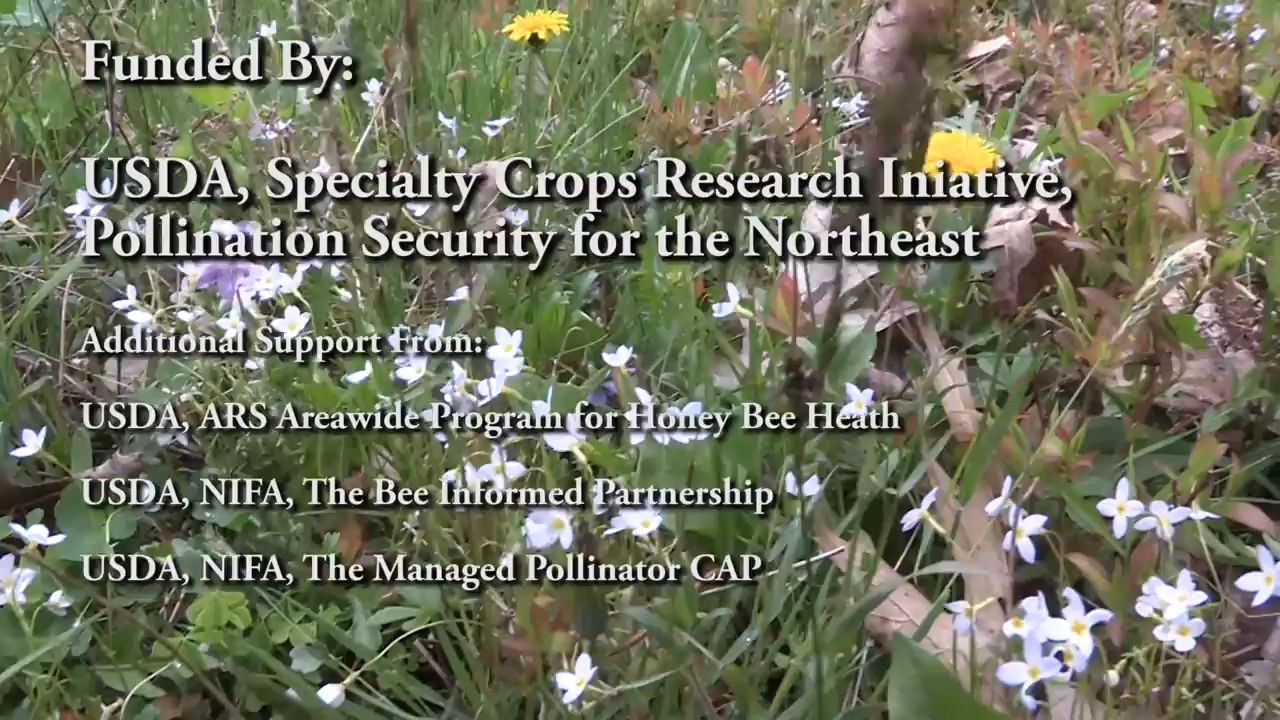 Funded By:
USDA, Specialty Crops Research Iniative,
Pollination Security for the Northeast
Additional Support From:
USDA, ARS Areawide Program for Honey Bee Heath
USDA, NIFA, The Bee Informed Partnership
USDA, NIFA, The Managed Pollinator CAP